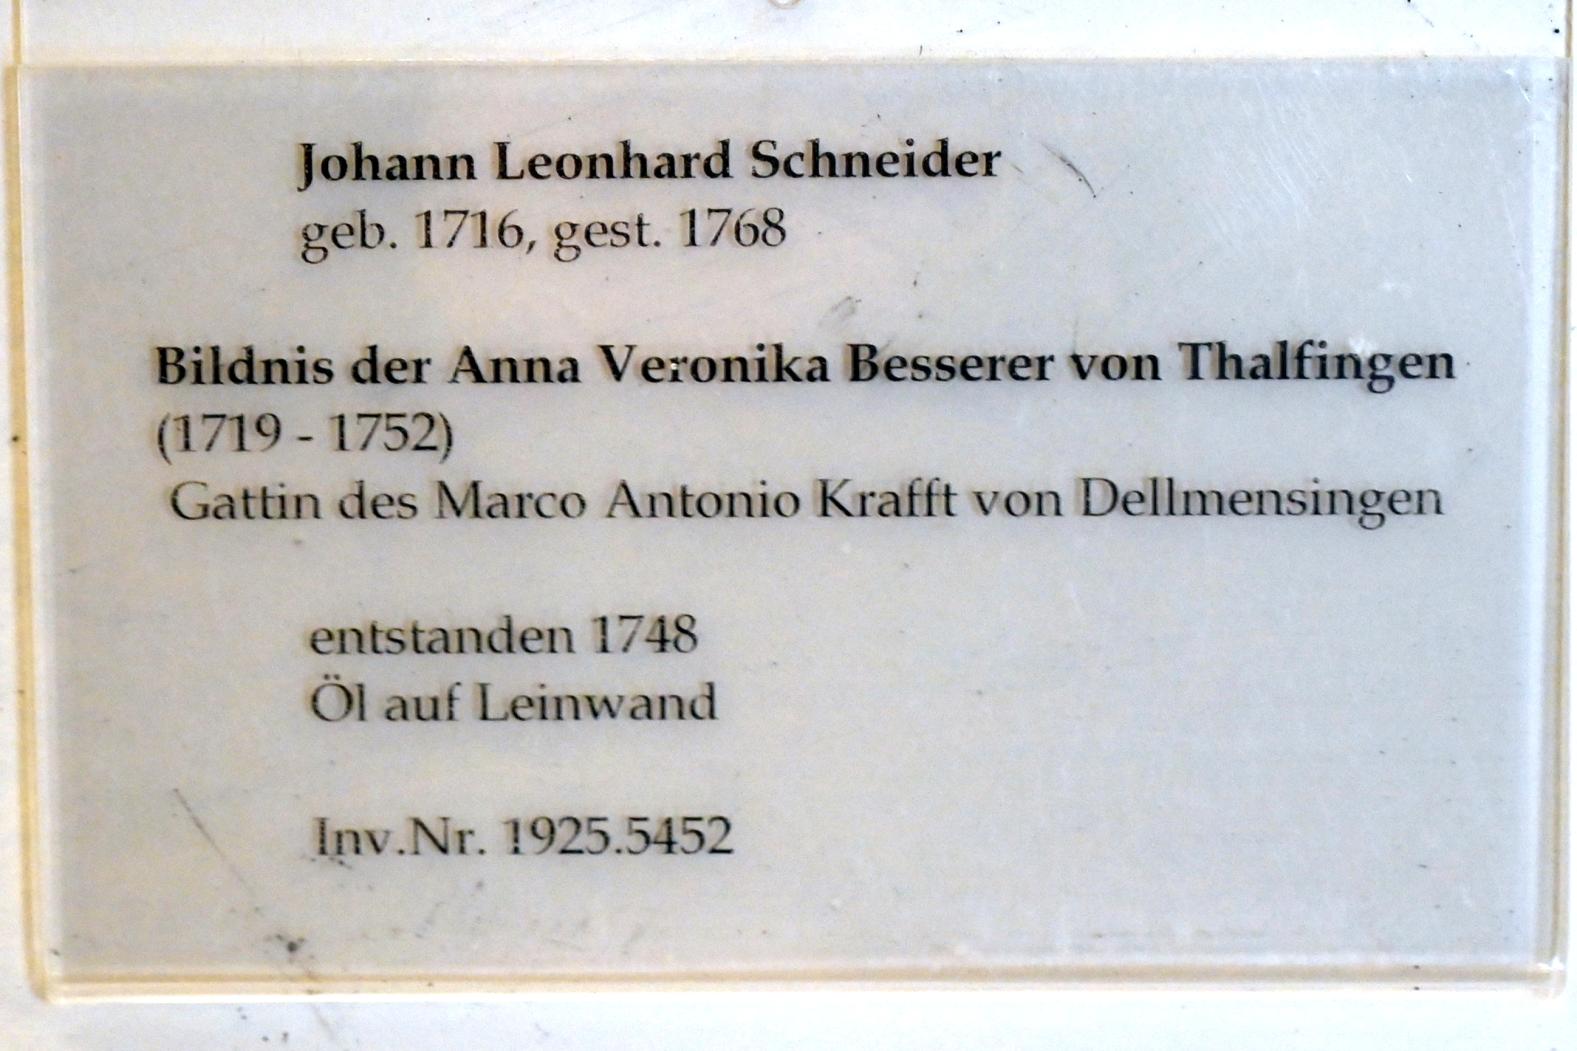 Johann Leonhard Schneider
geb. 1716, gest. 1768
Bildnis der Anna Veronika Besserer von Thalfingen
(1719 - 1752)
Gattin des Marco Antonio Krafft von Dellmensingen
entstanden 1748
Öl auf Leinwand
Inv.Nr. 1925.5452